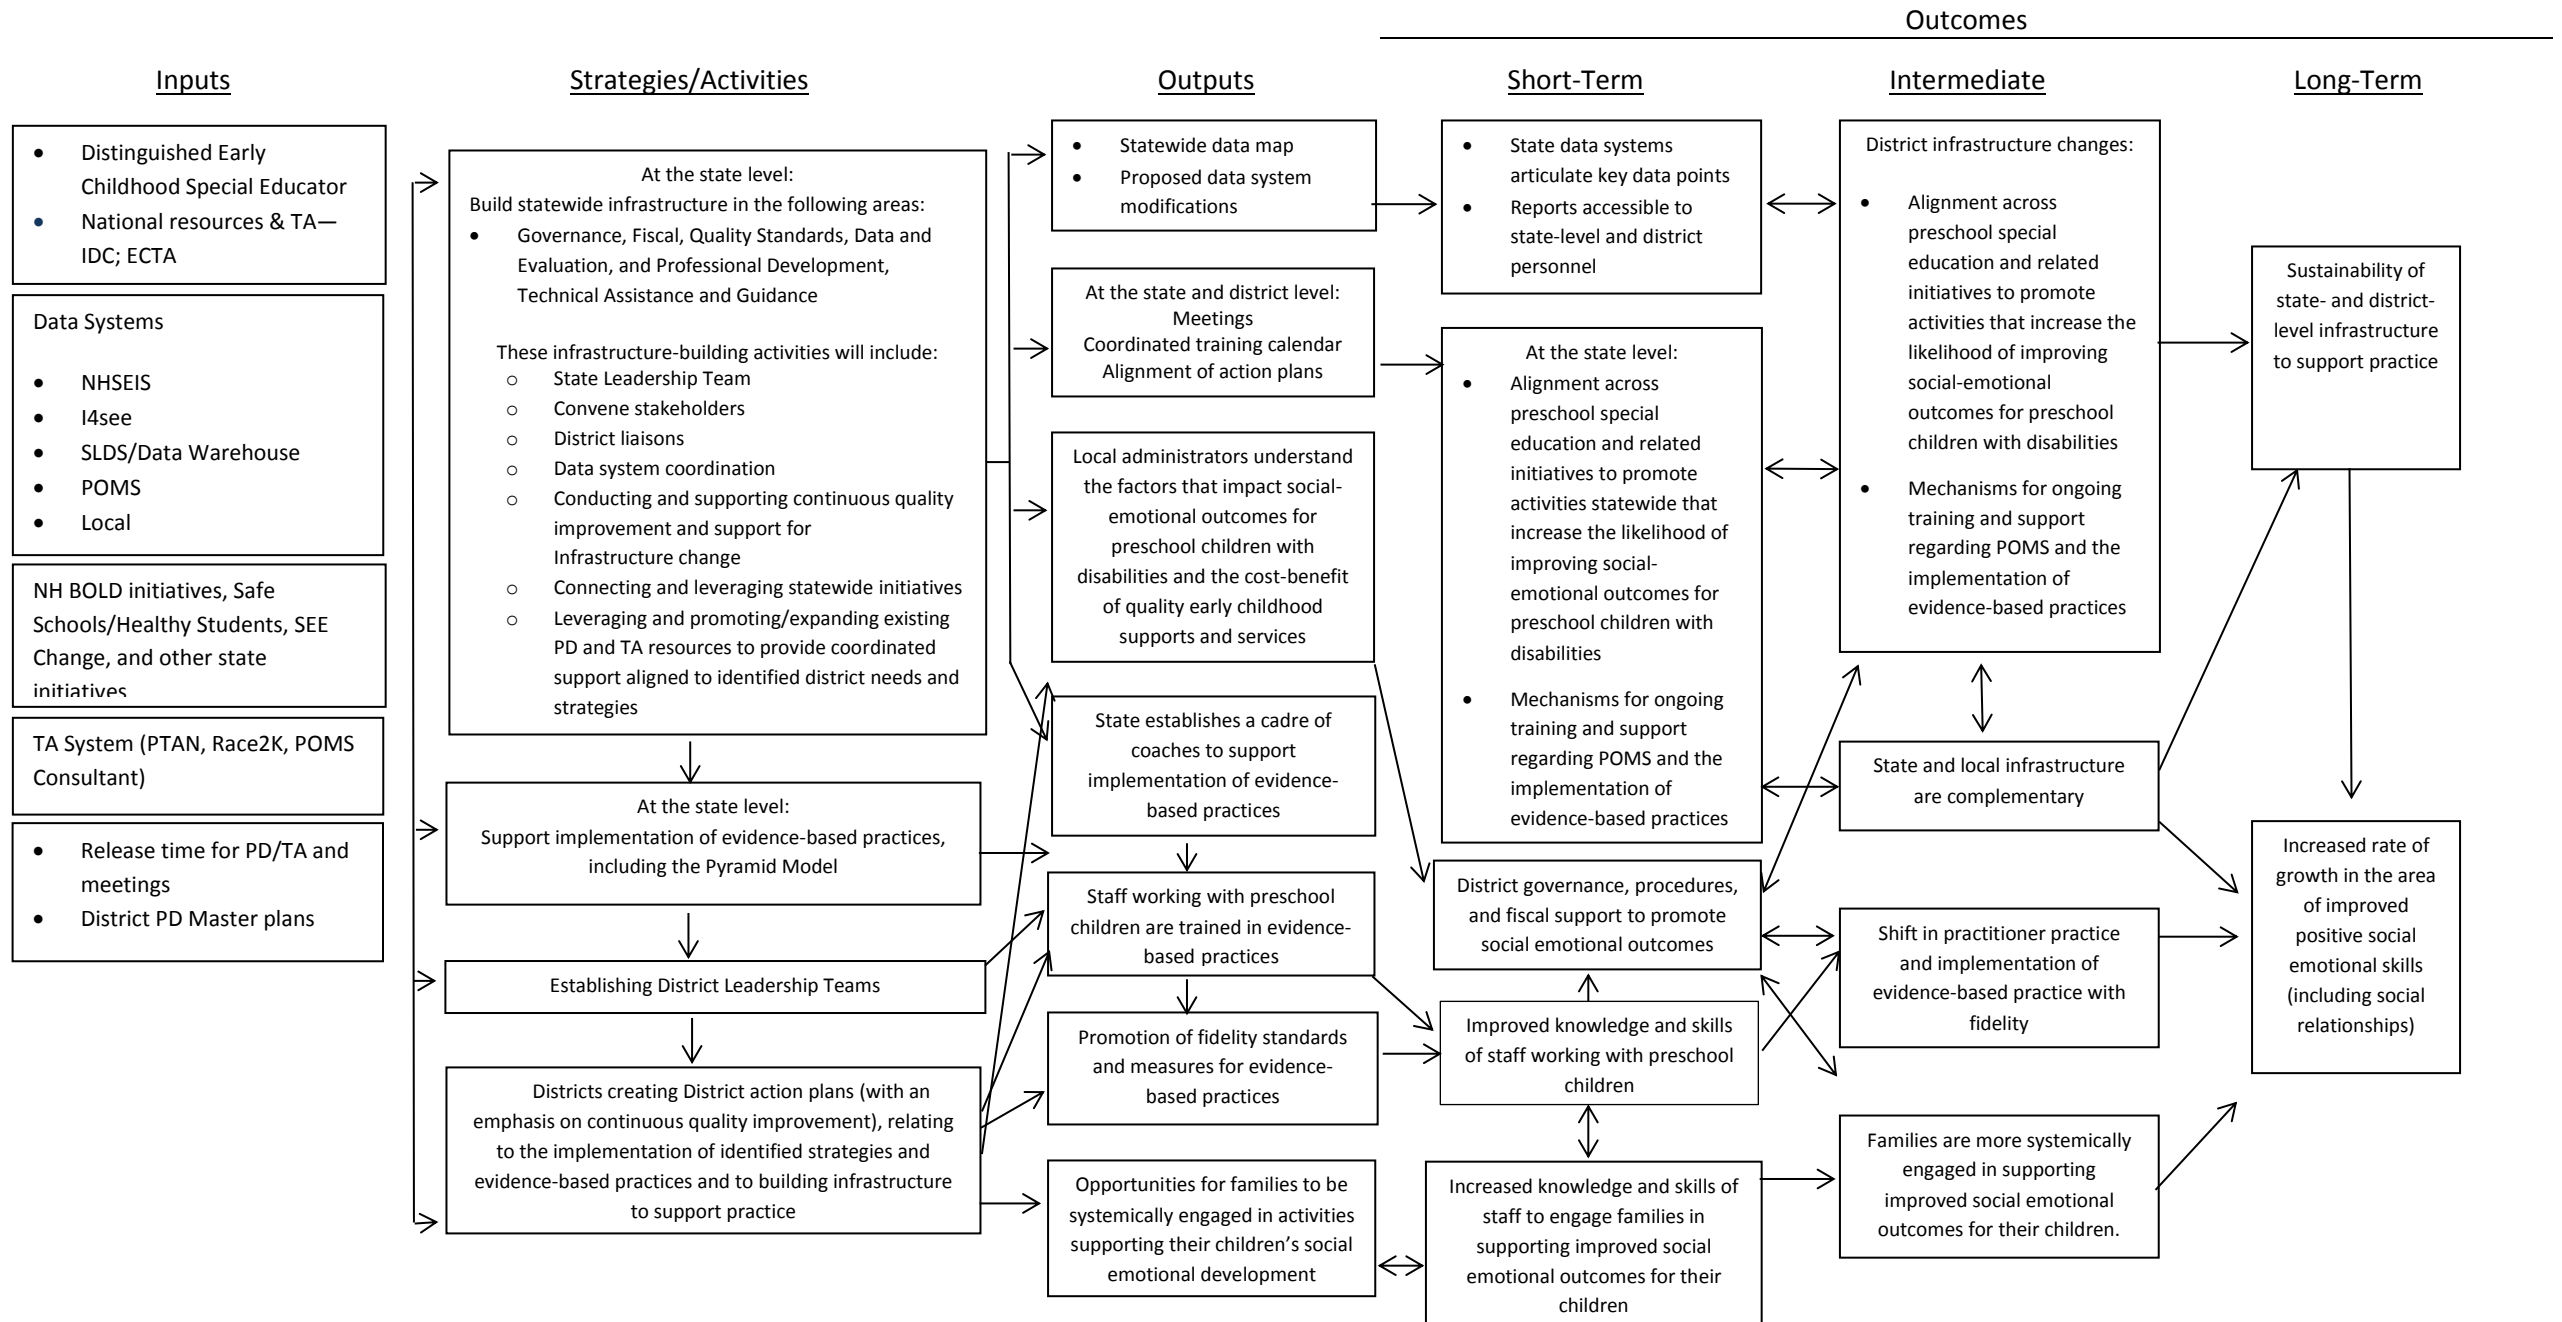 Outcomes
Inputs
Strategies/Activities
Outputs
Short-Term
Intermediate
Long-Term
• Distinguished Early
Childhood Special Educator
• National resources & TA—
IDC; ECTA
Data Systems
• NHSEIS
• I4see
• SLDS/Data Warehouse
• POMS
• Local
NH BOLD initiatives, Safe
Schools/Healthy Students, SEE
Change, and other state
initiatives
TA System (PTAN, Race2K, POMS
Consultant)
• Release time for PD/TA and
meetings
• District PD Master plans
At the state level:
Build statewide infrastructure in the following areas:
• Governance, Fiscal, Quality Standards, Data and
Evaluation, and Professional Development,
Technical Assistance and Guidance
These infrastructure-building activities will include:
o State Leadership Team
o Convene stakeholders
o District liaisons
o Data system coordination
o Conducting and supporting continuous quality
improvement and support for
Infrastructure change
o Connecting and leveraging statewide initiatives
o Leveraging and promoting/expanding existing
PD and TA resources to provide coordinated
support aligned to identified district needs and
strategies
At the state level:
Support implementation of evidence-based practices,
including the Pyramid Model
Establishing District Leadership Teams
Districts creating District action plans (with an
emphasis on continuous quality improvement), relating
to the implementation of identified strategies and
evidence-based practices and to building infrastructure
to support practice
• Statewide data map
• Proposed data system
modifications
At the state and district level:
Meetings
Coordinated training calendar
Alignment of action plans
Local administrators understand
the factors that impact social-
emotional outcomes for
preschool children with
disabilities and the cost-benefit
of quality early childhood
supports and services
State establishes a cadre of
coaches to support
implementation of evidence-
based practices
Staff working with preschool
children are trained in evidence-
based practices
Promotion of fidelity standards
and measures for evidence-
based practices
Opportunities for families to be
systemically engaged in activities
supporting their children’s social
emotional development
• State data systems
articulate key data points
• Reports accessible to
state-level and district
personnel
At the state level:
• Alignment across
preschool special
education and related
initiatives to promote
activities statewide that
increase the likelihood of
improving social-
emotional outcomes for
preschool children with
disabilities
• Mechanisms for ongoing
training and support
regarding POMS and the
implementation of
evidence-based practices
District governance, procedures,
and fiscal support to promote
social emotional outcomes
Improved knowledge and skills
of staff working with preschool
children
Increased knowledge and skills of
staff to engage families in
supporting improved social
emotional outcomes for their
children
District infrastructure changes:
• Alignment across
preschool special
education and related
initiatives to promote
activities that increase the
likelihood of improving
social-emotional
outcomes for preschool
children with disabilities
• Mechanisms for ongoing
training and support
regarding POMS and the
implementation of
evidence-based practices
State and local infrastructure
are complementary
Shift in practitioner practice
and implementation of
evidence-based practice with
fidelity
Families are more systemically
engaged in supporting
improved social emotional
outcomes for their children.
Sustainability of
state- and district-
level infrastructure
to support practice
Increased rate of
growth in the area
of improved
positive social
emotional skills
(including social
relationships)